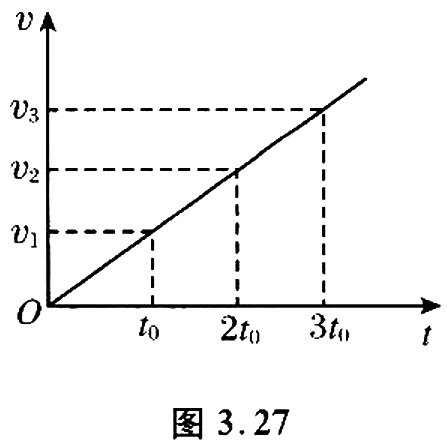 v
v₃
v₂
v₁
O
t₀
2t₀
3t₀
t
图 3.27